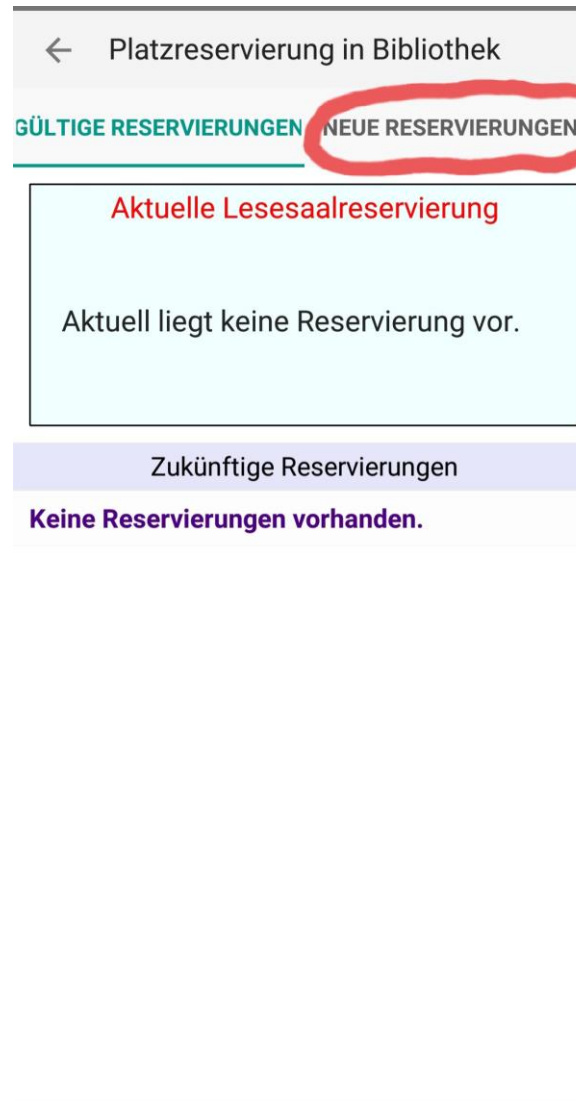 Platzreservierung in Bibliothek
GÜLTIGE RESERVIERUNGEN NEUE RESERVIERUNGEN
Aktuelle Lesesaalreservierung
Aktuell liegt keine Reservierung vor.
Zukünftige Reservierungen
Keine Reservierungen vorhanden.